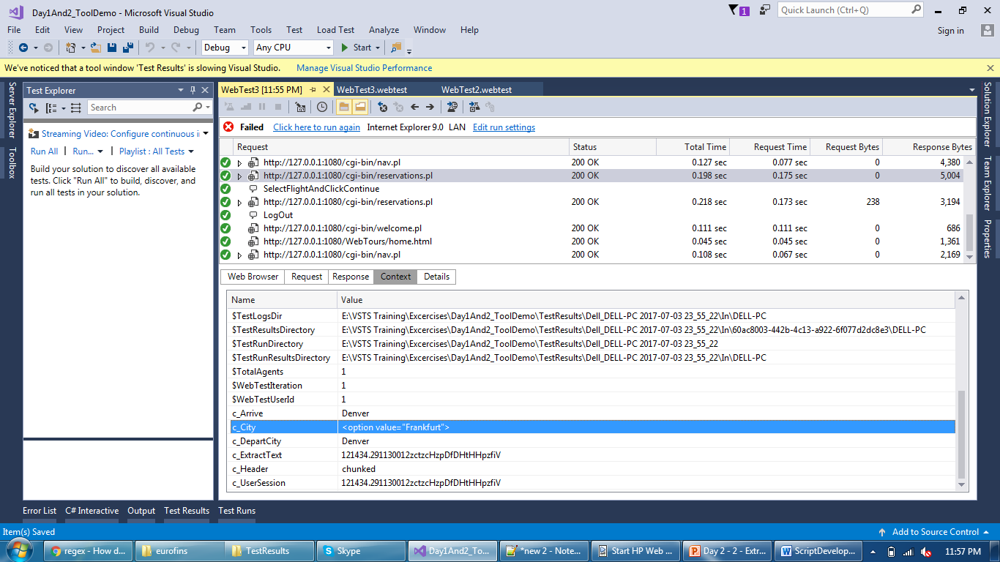 Day1And2_ToolDemo - Microsoft Visual Studio
1
Quick Launch (Ctrl+Q)
File Edit View Project Build Debug Team Tools Test Load Test Analyze Window Help
Sign in
Debug Any CPU Start
We've noticed that a tool window 'Test Results' is slowing Visual Studio. Manage Visual Studio Performance
Server Explorer
Toolbox
Test Explorer
Search
Streaming Video: Configure continuous i
Run All | Run... | Playlist : All Tests
Build your solution to discover all available
tests. Click "Run All" to build, discover, and
run all tests in your solution.
WebTest3 [11:55 PM] WebTest3.webtest WebTest2.webtest
Failed Click here to run again Internet Explorer 9.0 LAN Edit run settings
Request Status Total Time Request Time Request Bytes Response Bytes
http://127.0.0.1:1080/cgi-bin/nav.pl 200 OK 0.127 sec 0.077 sec 0 4,380
http://127.0.0.1:1080/cgi-bin/reservations.pl 200 OK 0.198 sec 0.175 sec 0 5,004
SelectFlightAndClickContinue
http://127.0.0.1:1080/cgi-bin/reservations.pl 200 OK 0.218 sec 0.173 sec 238 3,194
LogOut
http://127.0.0.1:1080/cgi-bin/welcome.pl 200 OK 0.111 sec 0.111 sec 0 686
http://127.0.0.1:1080/WebTours/home.html 200 OK 0.045 sec 0.045 sec 0 1,361
http://127.0.0.1:1080/cgi-bin/nav.pl 200 OK 0.108 sec 0.067 sec 0 2,169
Web Browser Request Response Context Details
Name Value
$TestLogsDir E:\VSTS Training\Excercises\Day1And2_ToolDemo\TestResults\Dell_DELL-PC 2017-07-03 23_55_22\In\DELL-PC
$TestResultsDirectory E:\VSTS Training\Excercises\Day1And2_ToolDemo\TestResults\Dell_DELL-PC 2017-07-03 23_55_22\In\60ac8003-442b-4c13-a922-6f077d2dc8e3\DELL-PC
$TestRunDirectory E:\VSTS Training\Excercises\Day1And2_ToolDemo\TestResults\Dell_DELL-PC 2017-07-03 23_55_22
$TestRunResultsDirectory E:\VSTS Training\Excercises\Day1And2_ToolDemo\TestResults\Dell_DELL-PC 2017-07-03 23_55_22\In\DELL-PC
$TotalAgents 1
$WebTestIteration 1
$WebTestUserId 1
c_Arrive Denver
c_City <option value="Frankfurt">
c_DepartCity Denver
c_ExtractText 121434.291130012zctzcHzpDfDHtHHpzfiV
c_Header chunked
c_UserSession 121434.291130012zctzcHzpDfDHtHHpzfiV
Solution Explorer
Team Explorer
Properties
Error List C# Interactive Output Test Results Test Runs
Item(s) Saved
Add to Source Control
regex - How d... eurofins TestResults Skype Day1And2_To... *new 2 - Note... Start HP Web ... Day 2 - 2 - Extr... ScriptDevelop... 11:57 PM